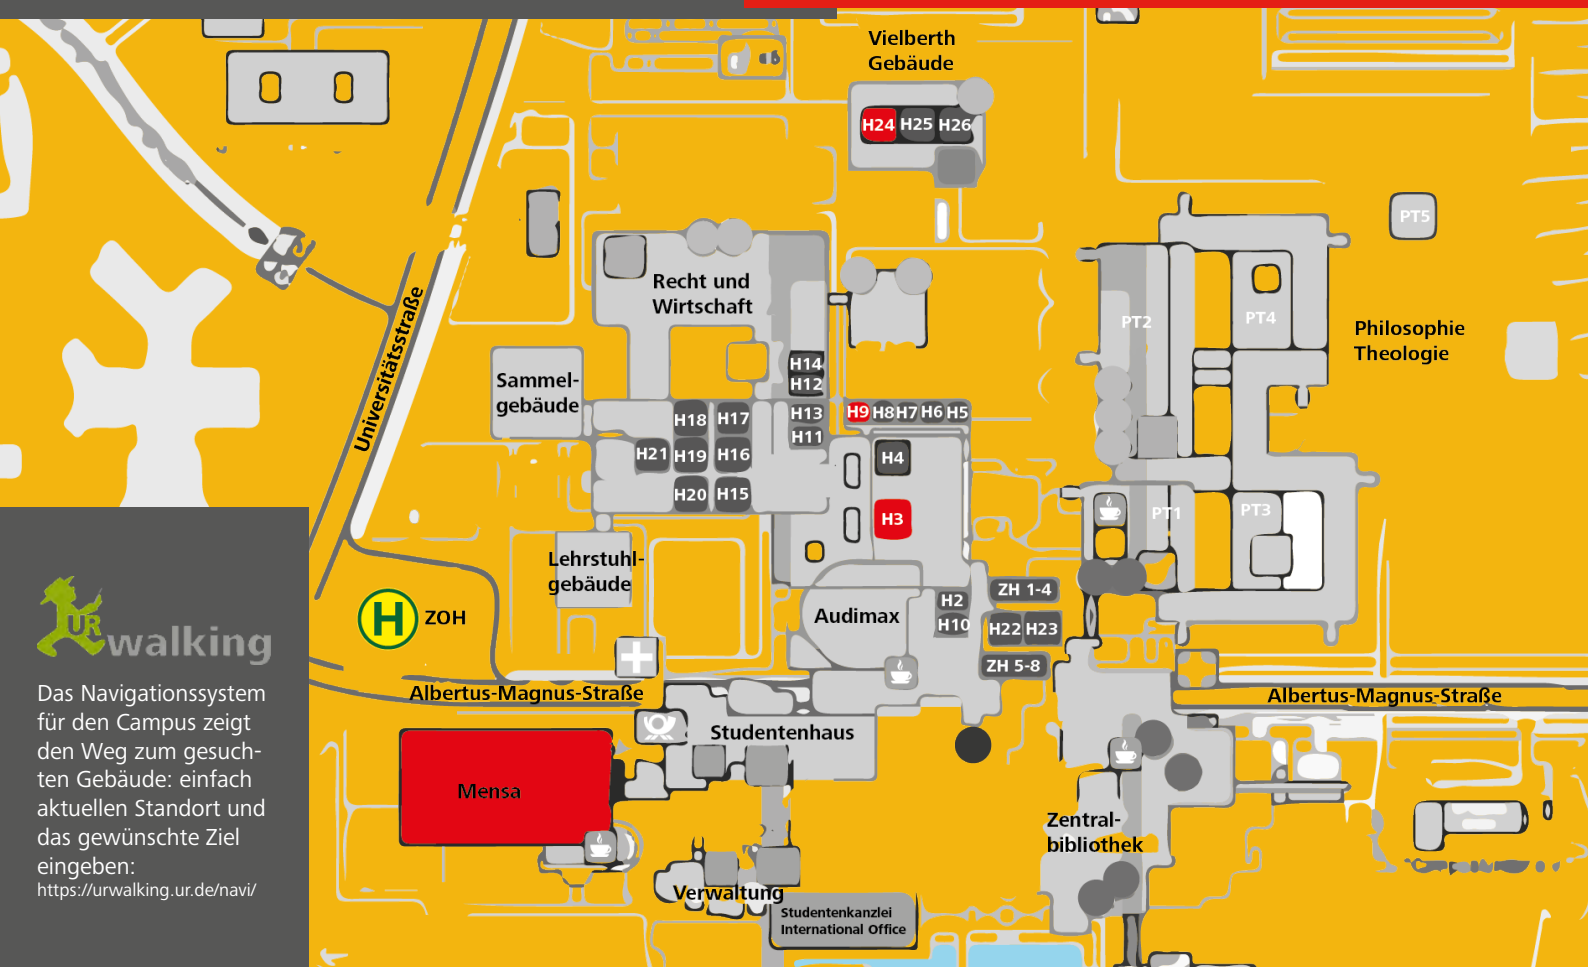 Vielberth
Gebäude
H24
H25
H26
PT5
Recht und
Wirtschaft
Universitätsstraße
PT2
PT4
Philosophie
Theologie
H14
H12
Sammel-
gebäude
H18
H17
H13
H11
H9
H8
H7
H6
H5
H21
H19
H16
H4
H20
H15
H3
PT1
PT3
Lehrstuhl-
gebäude
H
ZOH
Audimax
H2
H10
ZH 1-4
H22
H23
ZH 5-8
UR
walking
Albertus-Magnus-Straße
Albertus-Magnus-Straße
Das Navigationssystem
für den Campus zeigt
den Weg zum gesuch-
ten Gebäude: einfach
aktuellen Standort und
das gewünschte Ziel
eingeben:
https://urwalking.ur.de/navi/
Studentenhaus
Mensa
Zentral-
bibliothek
Verwaltung
Studentenkanzlei
International Office